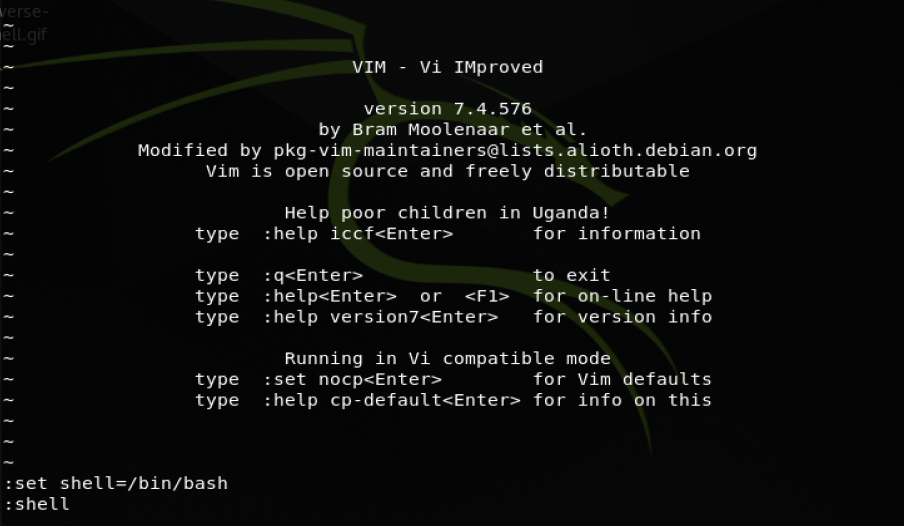 verse-
ell.gif
~
~
~ VIM - Vi IMproved
~
~ version 7.4.576
~ by Bram Moolenaar et al.
~ Modified by pkg-vim-maintainers@lists.alioth.debian.org
~ Vim is open source and freely distributable
~
~ Help poor children in Uganda!
~ type :help iccf<Enter> for information
~
~ type :q<Enter> to exit
~ type :help<Enter> or <F1> for on-line help
~ type :help version7<Enter> for version info
~
~ Running in Vi compatible mode
~ type :set nocp<Enter> for Vim defaults
~ type :help cp-default<Enter> for info on this
~
~
~
:set shell=/bin/bash
:shell